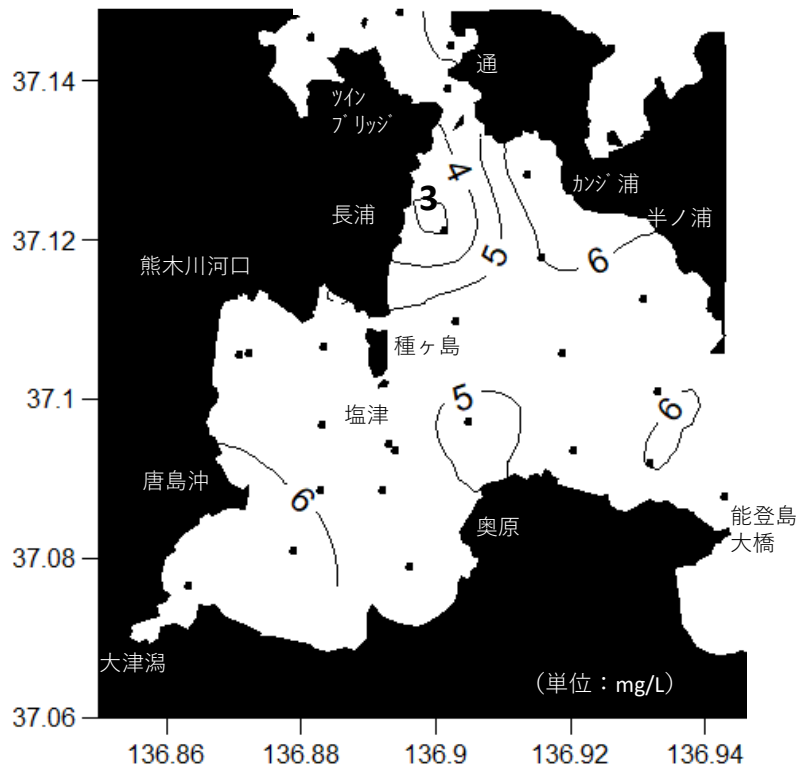 37.14
37.12
37.1
37.08
37.06
通
ﾂｲﾝ
ﾌﾞﾘｯｼﾞ
4
3
長浦
ｶﾝｼﾞ浦
半ノ浦
5
6
熊木川河口
種ヶ島
塩津
5
6
唐島沖
6
奥原
能登島
大橋
大津潟
（単位：mg/L）
136.86 136.88 136.9 136.92 136.94